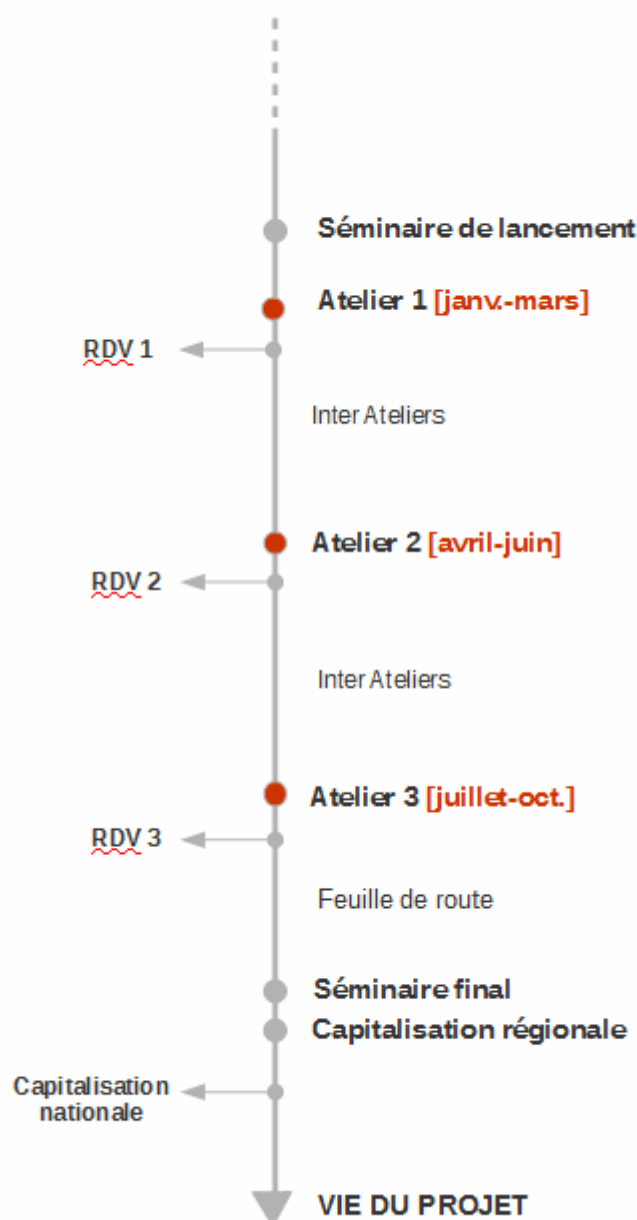 Séminaire de lancement
Atelier 1 [janv.-mars]
RDV 1
Inter Ateliers
Atelier 2 [avril-juin]
RDV 2
Inter Ateliers
Atelier 3 [juillet-oct.]
RDV 3
Feuille de route
Séminaire final
Capitalisation régionale
Capitalisation
nationale
VIE DU PROJET